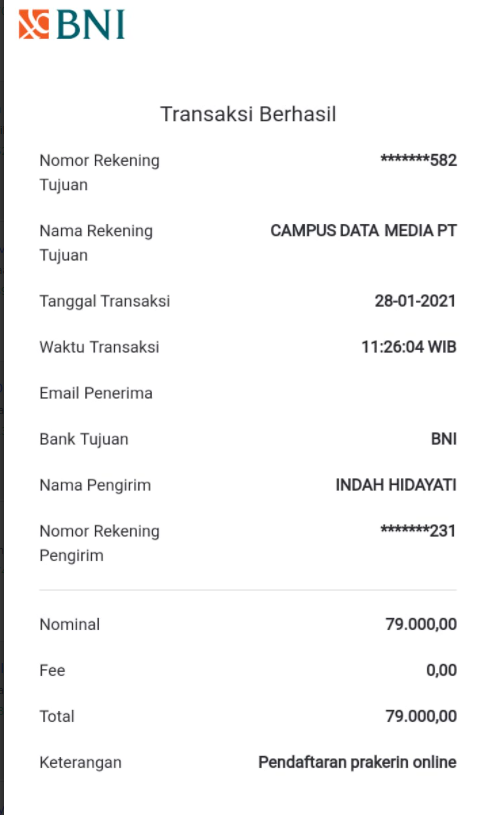 BNI
Transaksi Berhasil
Nomor Rekening Tujuan *******582
Nama Rekening Tujuan CAMPUS DATA MEDIA PT
Tanggal Transaksi 28-01-2021
Waktu Transaksi 11:26:04 WIB
Email Penerima
Bank Tujuan BNI
Nama Pengirim INDAH HIDAYATI
Nomor Rekening Pengirim *******231
Nominal 79.000,00
Fee 0,00
Total 79.000,00
Keterangan Pendaftaran prakerin online